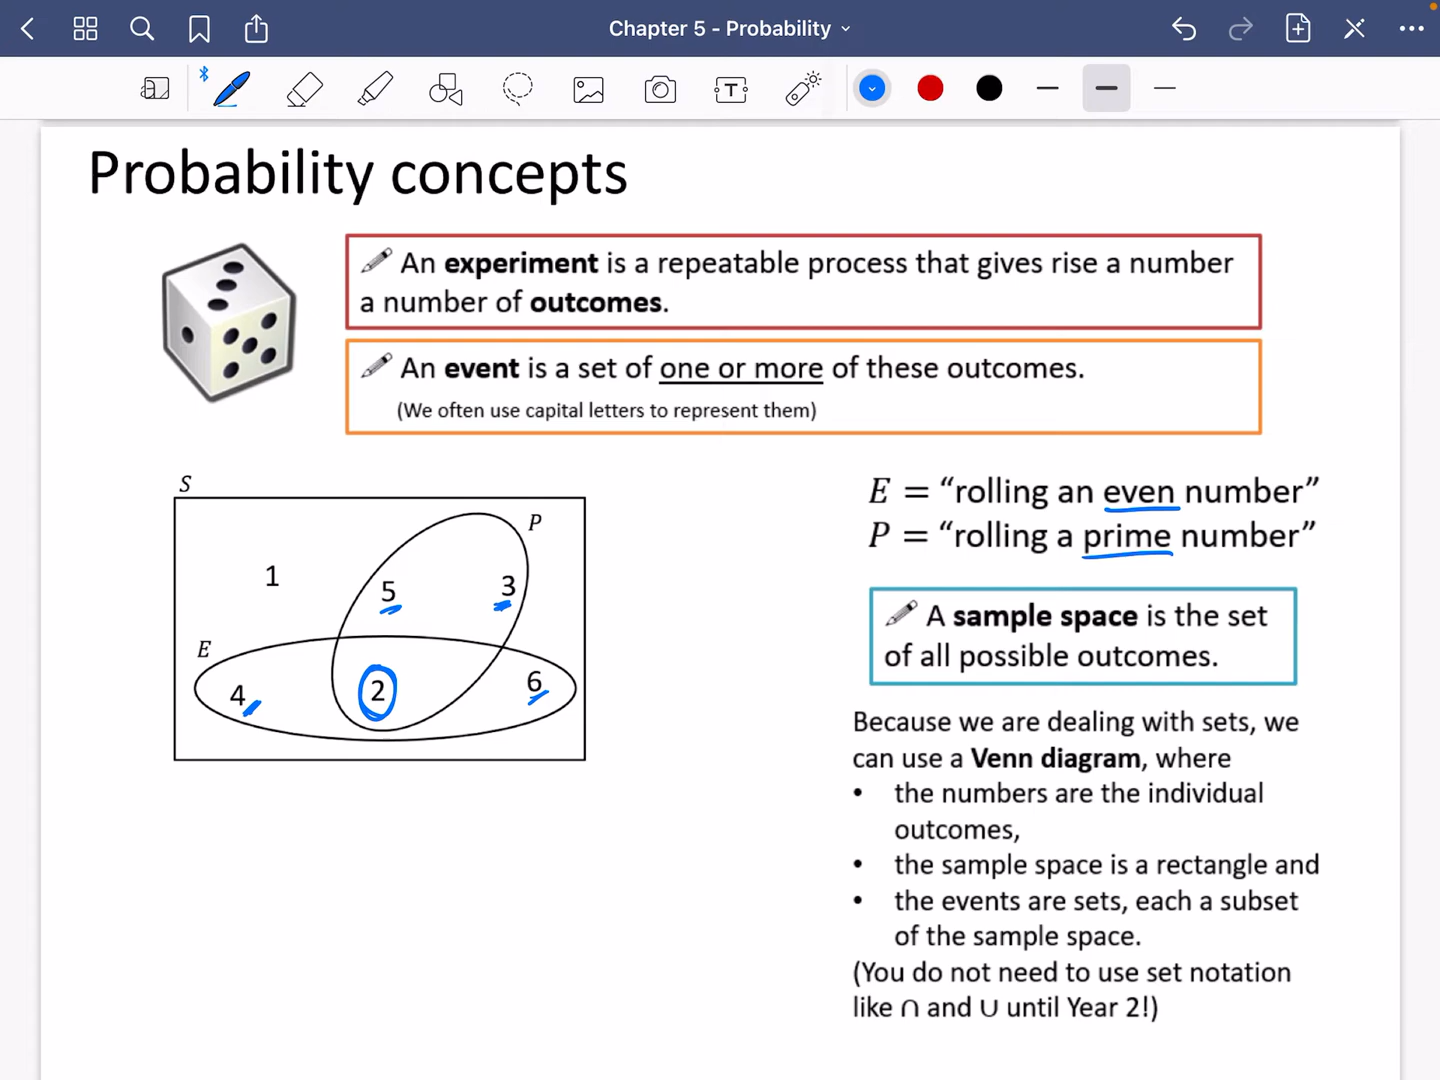 Chapter 5 - Probability
T
Probability concepts
An experiment is a repeatable process that gives rise a number
a number of outcomes.
An event is a set of one or more of these outcomes.
(We often use capital letters to represent them)
S
P
1
5
3
E
4
2
6
E = “rolling an even number”
P = “rolling a prime number”
A sample space is the set
of all possible outcomes.
Because we are dealing with sets, we
can use a Venn diagram, where
• the numbers are the individual
outcomes,
• the sample space is a rectangle and
• the events are sets, each a subset
of the sample space.
(You do not need to use set notation
like ∩ and ∪ until Year 2!)